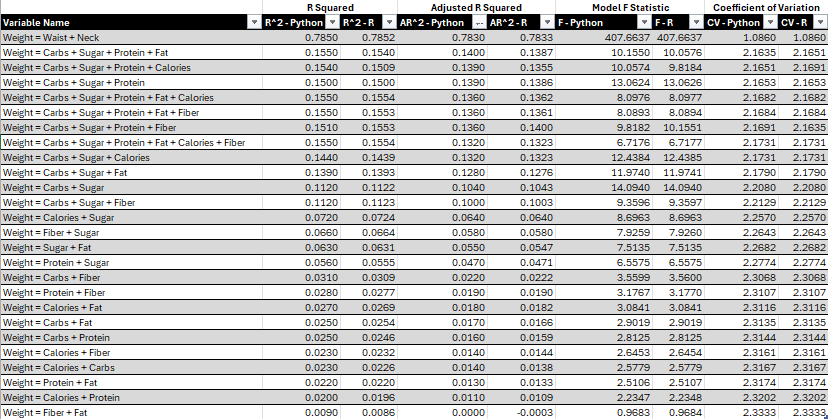 R Squared Adjusted R Squared Model F Statistic Coefficient of Variation
Variable Name R^2 - Python R^2 - R AR^2 - Python AR^2 - R F - Python F - R CV - Python CV - R
Weight = Waist + Neck 0.7850 0.7852 0.7830 0.7833 407.6637 407.6637 1.0860 1.0860
Weight = Carbs + Sugar + Protein + Fat 0.1550 0.1540 0.1400 0.1387 10.1550 10.0576 2.1635 2.1651
Weight = Carbs + Sugar + Protein + Calories 0.1540 0.1509 0.1390 0.1355 10.0574 9.8184 2.1651 2.1691
Weight = Carbs + Sugar + Protein 0.1500 0.1500 0.1390 0.1386 13.0624 13.0626 2.1653 2.1653
Weight = Carbs + Sugar + Protein + Fat + Calories 0.1550 0.1554 0.1360 0.1362 8.0976 8.0977 2.1682 2.1682
Weight = Carbs + Sugar + Protein + Fat + Fiber 0.1550 0.1553 0.1360 0.1361 8.0893 8.0894 2.1684 2.1684
Weight = Carbs + Sugar + Protein + Fiber 0.1510 0.1553 0.1360 0.1400 9.8182 10.1551 2.1691 2.1635
Weight = Carbs + Sugar + Protein + Fat + Calories + Fiber 0.1550 0.1554 0.1320 0.1323 6.7176 6.7177 2.1731 2.1731
Weight = Carbs + Sugar + Calories 0.1440 0.1439 0.1320 0.1323 12.4384 12.4385 2.1731 2.1731
Weight = Carbs + Sugar + Fat 0.1390 0.1393 0.1280 0.1276 11.9740 11.9741 2.1790 2.1790
Weight = Carbs + Sugar 0.1120 0.1122 0.1040 0.1043 14.0940 14.0940 2.2080 2.2080
Weight = Carbs + Sugar + Fiber 0.1120 0.1123 0.1000 0.1003 9.3596 9.3597 2.2129 2.2129
Weight = Calories + Sugar 0.0720 0.0724 0.0640 0.0640 8.6963 8.6963 2.2570 2.2570
Weight = Fiber + Sugar 0.0660 0.0664 0.0580 0.0580 7.9259 7.9260 2.2643 2.2643
Weight = Sugar + Fat 0.0630 0.0631 0.0550 0.0547 7.5135 7.5135 2.2682 2.2682
Weight = Protein + Sugar 0.0560 0.0555 0.0470 0.0471 6.5575 6.5575 2.2774 2.2774
Weight = Carbs + Fiber 0.0310 0.0309 0.0220 0.0222 3.5599 3.5600 2.3068 2.3068
Weight = Protein + Fiber 0.0280 0.0277 0.0190 0.0190 3.1767 3.1770 2.3107 2.3107
Weight = Calories + Fat 0.0270 0.0269 0.0180 0.0182 3.0841 3.0841 2.3116 2.3116
Weight = Carbs + Fat 0.0250 0.0254 0.0170 0.0166 2.9019 2.9019 2.3135 2.3135
Weight = Carbs + Protein 0.0250 0.0246 0.0160 0.0159 2.8125 2.8125 2.3144 2.3144
Weight = Calories + Fiber 0.0230 0.0232 0.0140 0.0144 2.6453 2.6454 2.3161 2.3161
Weight = Calories + Carbs 0.0230 0.0226 0.0140 0.0138 2.5779 2.5779 2.3167 2.3167
Weight = Protein + Fat 0.0220 0.0220 0.0130 0.0133 2.5106 2.5107 2.3174 2.3174
Weight = Calories + Protein 0.0200 0.0196 0.0110 0.0109 2.2347 2.2348 2.3202 2.3202
Weight = Fiber + Fat 0.0090 0.0086 0.0000 -0.0003 0.9683 0.9684 2.3333 2.3333